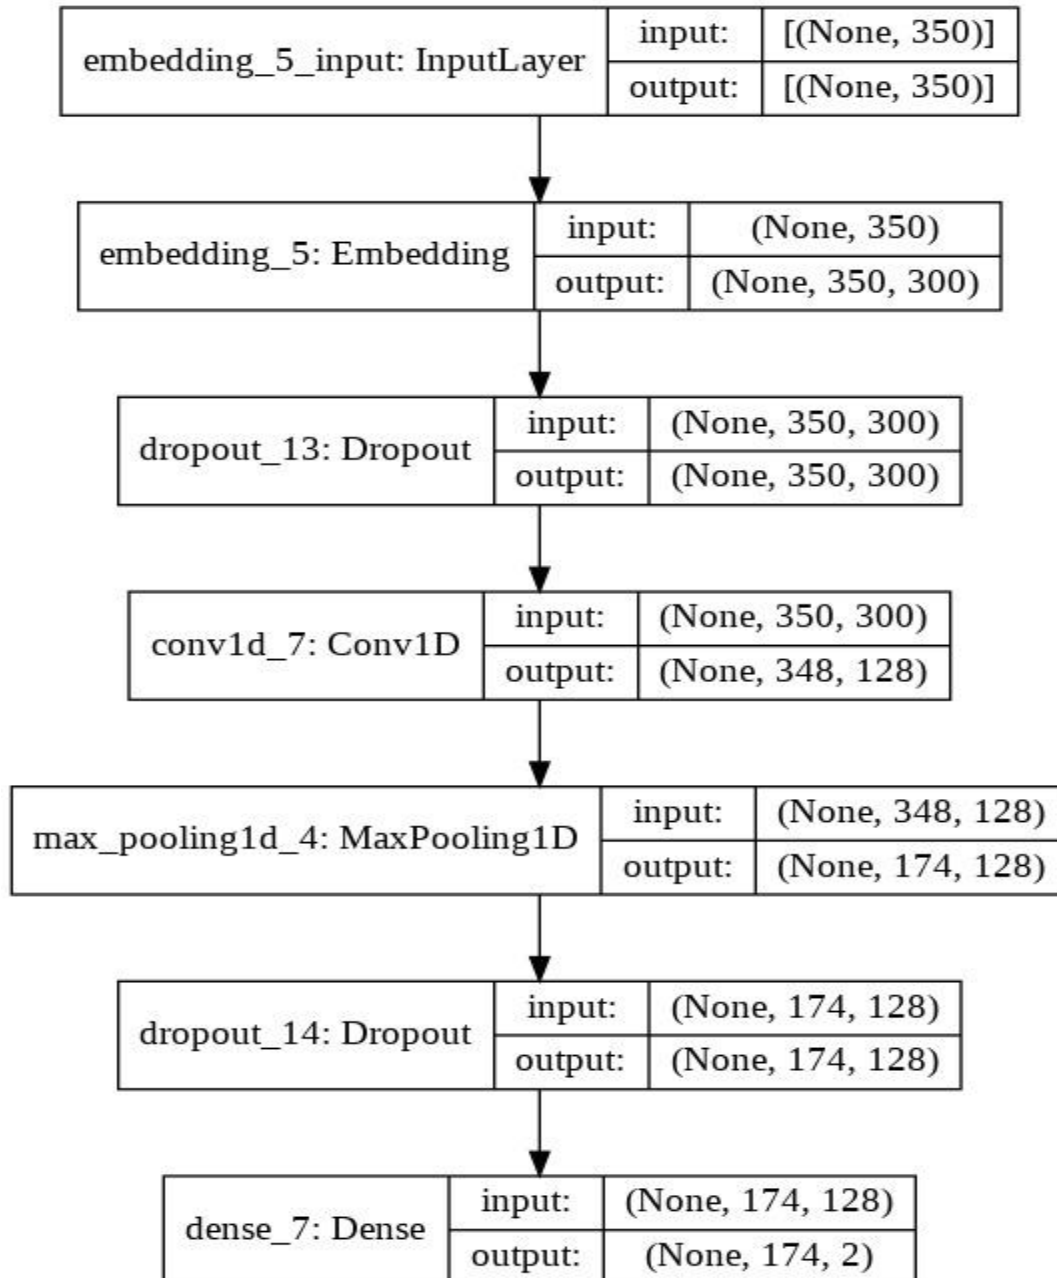 embedding_5_input: InputLayer
input: [(None, 350)]
output: [(None, 350)]
embedding_5: Embedding
input: (None, 350)
output: (None, 350, 300)
dropout_13: Dropout
input: (None, 350, 300)
output: (None, 350, 300)
conv1d_7: Conv1D
input: (None, 350, 300)
output: (None, 348, 128)
max_pooling1d_4: MaxPooling1D
input: (None, 348, 128)
output: (None, 174, 128)
dropout_14: Dropout
input: (None, 174, 128)
output: (None, 174, 128)
dense_7: Dense
input: (None, 174, 128)
output: (None, 174, 2)